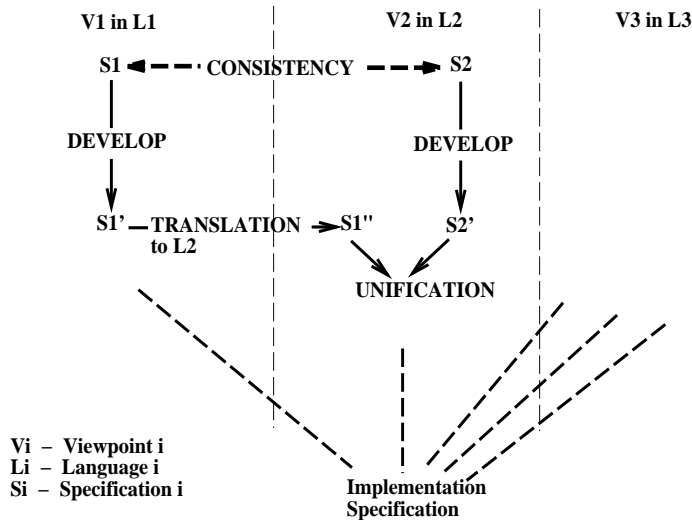 V1 in L1 V2 in L2 V3 in L3
S1 CONSISTENCY S2
DEVELOP DEVELOP
S1' TRANSLATION to L2 S1" S2'
UNIFICATION
Vi – Viewpoint i
Li – Language i
Si – Specification i
Implementation
Specification